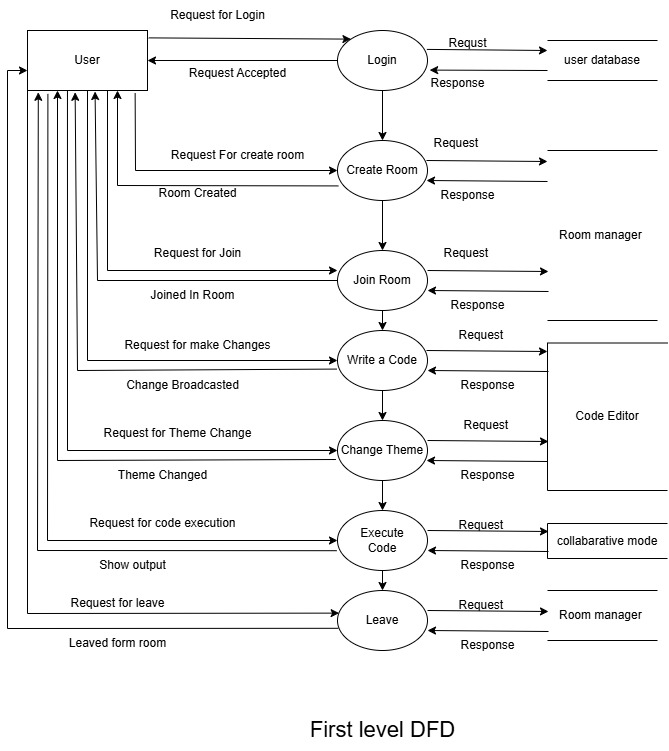 Request for Login
User
Login
Requst
user database
Request Accepted
Response
Request For create room
Create Room
Request
Room Created
Response
Room manager
Request for Join
Join Room
Request
Joined In Room
Response
Request for make Changes
Write a Code
Request
Change Broadcasted
Response
Code Editor
Request for Theme Change
Change Theme
Request
Theme Changed
Response
Request for code execution
Execute
Code
Request
collabarative mode
Show output
Response
Request for leave
Leave
Request
Room manager
Leaved form room
Response
First level DFD